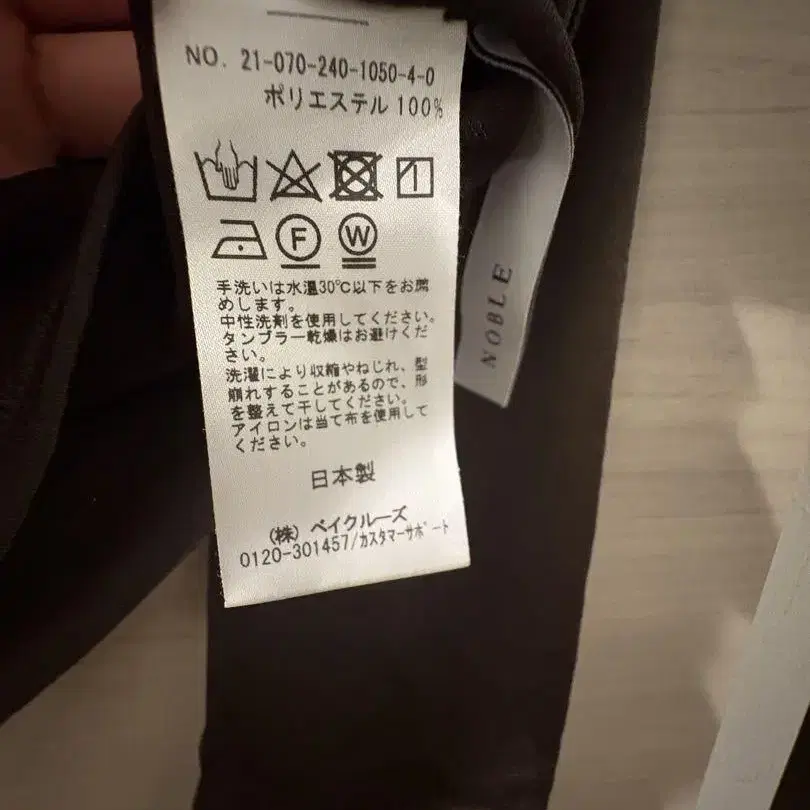 NO. 21-070-240-1050-4-0
ポリエステル 100%
F W
手洗いは水温30℃以下をお薦
めします。
中性洗剤を使用してください。
タンブラー乾燥はお避けくだ
さい。
洗濯により収縮やねじれ、型
崩れすることがあるので、形
を整えて干してください。
アイロンは当て布を使用して
ください。
日本製
(株) ベイクルーズ
0120-301457/カスタマーサポート
NOBLE